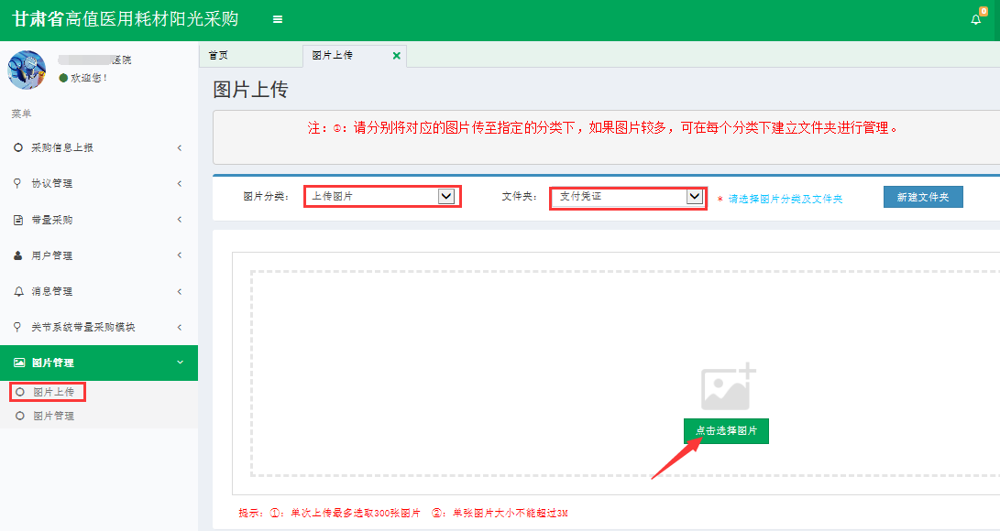 甘肃省高值医用耗材阳光采购
0
医院
欢迎您!
菜单
采购信息上报
协议管理
带量采购
用户管理
消息管理
关节系统带量采购模块
图片管理
图片上传
图片管理
首页
图片上传
图片上传
注:①:请分别将对应的图片传至指定的分类下,如果图片较多,可在每个分类下建立文件夹进行管理。
图片分类: 上传图片 文件夹: 支付凭证 * 请选择图片分类及文件夹 新建文件夹
点击选择图片
提示:①:单次上传最多选取300张图片 ②:单张图片大小不能超过3M